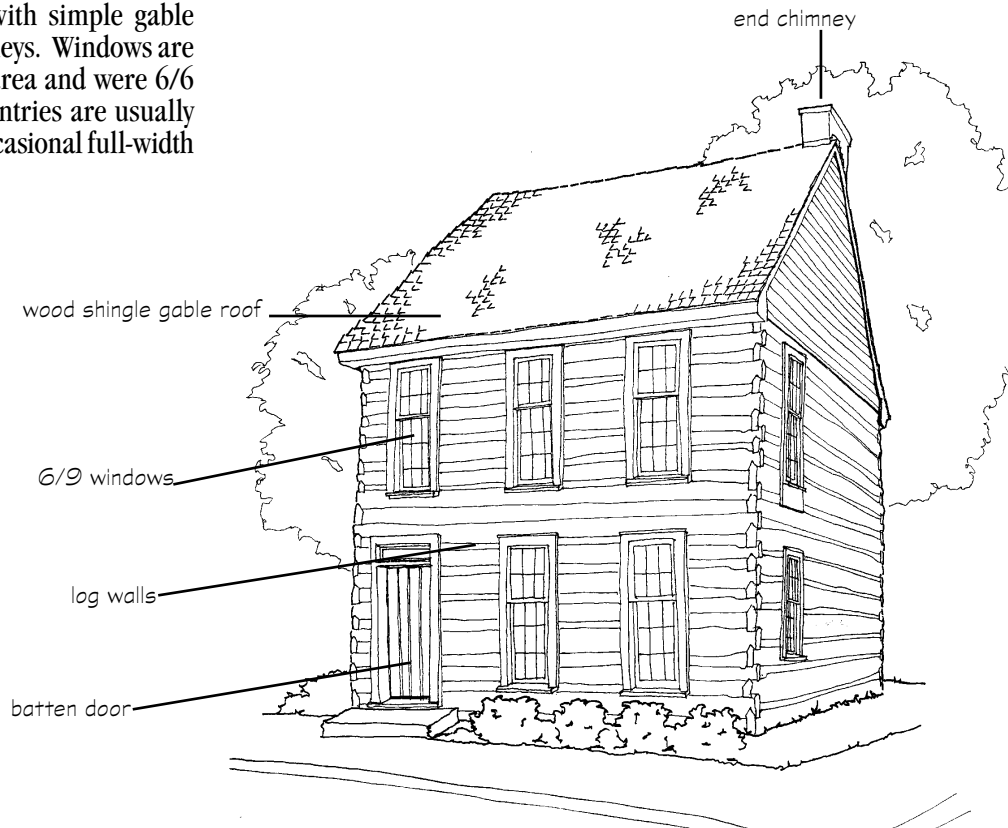 with simple gable
eys. Windows are
area and were 6/6
ntries are usually
casional full-width
end chimney
wood shingle gable roof
6/9 windows
log walls
batten door